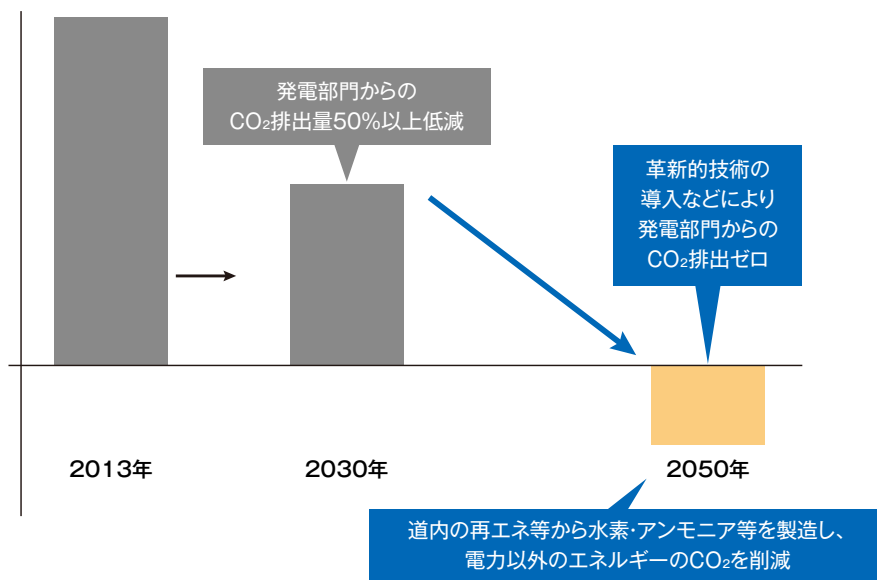 発電部門からの
CO₂排出量50%以上低減
革新的技術の
導入などにより
発電部門からの
CO₂排出ゼロ
2013年
2030年
2050年
道内の再エネ等から水素・アンモニア等を製造し、
電力以外のエネルギーのCO₂を削減